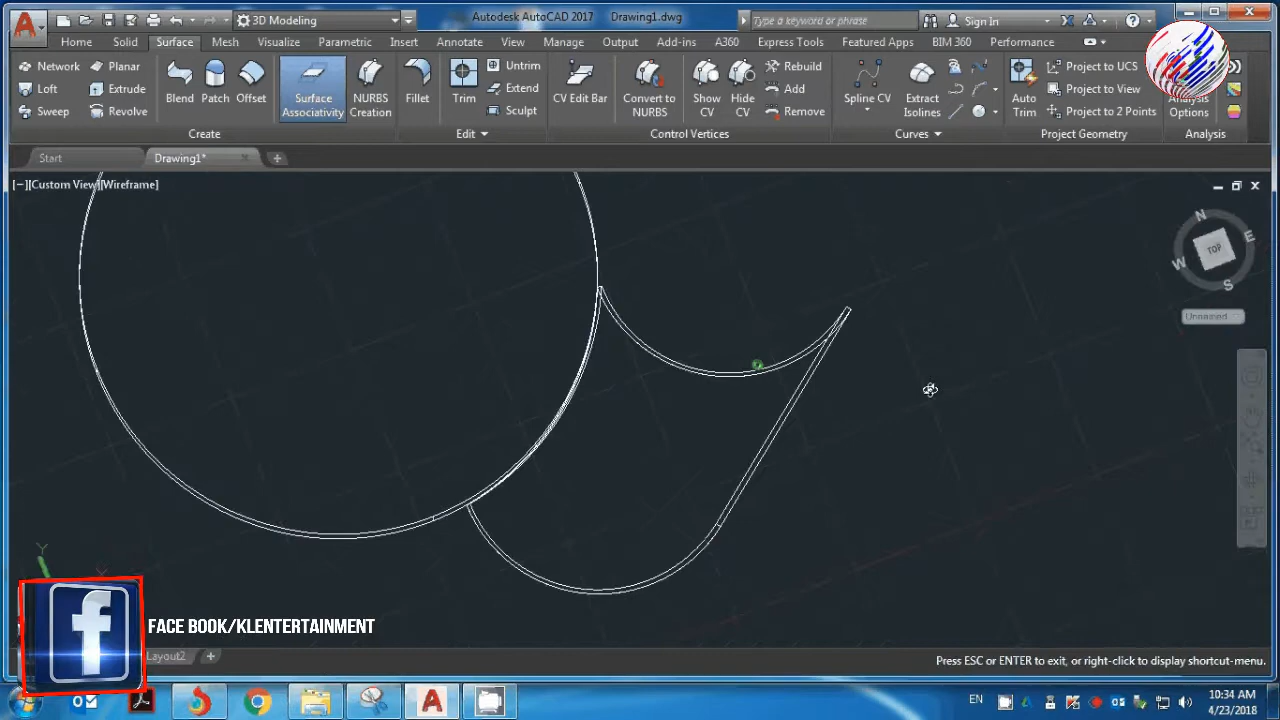 3D Modeling
Autodesk AutoCAD 2017 Drawing1.dwg
Type a keyword or phrase
Sign In
Home Solid Surface Mesh Visualize Parametric Insert Annotate View Manage Output Add-ins A360 Express Tools Featured Apps BIM 360 Performance
Network Planar
Loft Extrude
Sweep Revolve
Blend Patch Offset
Surface Associativity
NURBS Creation
Fillet
Trim
Untrim
Extend
Sculpt
CV Edit Bar
Convert to NURBS
Show CV
Hide CV
Rebuild
Add
Remove
Spline CV
Extract Isolines
Auto Trim
Project to UCS
Project to View
Project to 2 Points
Analysis Options
Create Edit Control Vertices Curves Project Geometry Analysis
Start Drawing1* +
[−][Custom View][Wireframe]
N
W TOP E
S
Unnamed
Y
X
FACE BOOK/KLENTERTAINMENT
Layout2 +
Press ESC or ENTER to exit, or right-click to display shortcut-menu.
EN
10:34 AM
4/23/2018